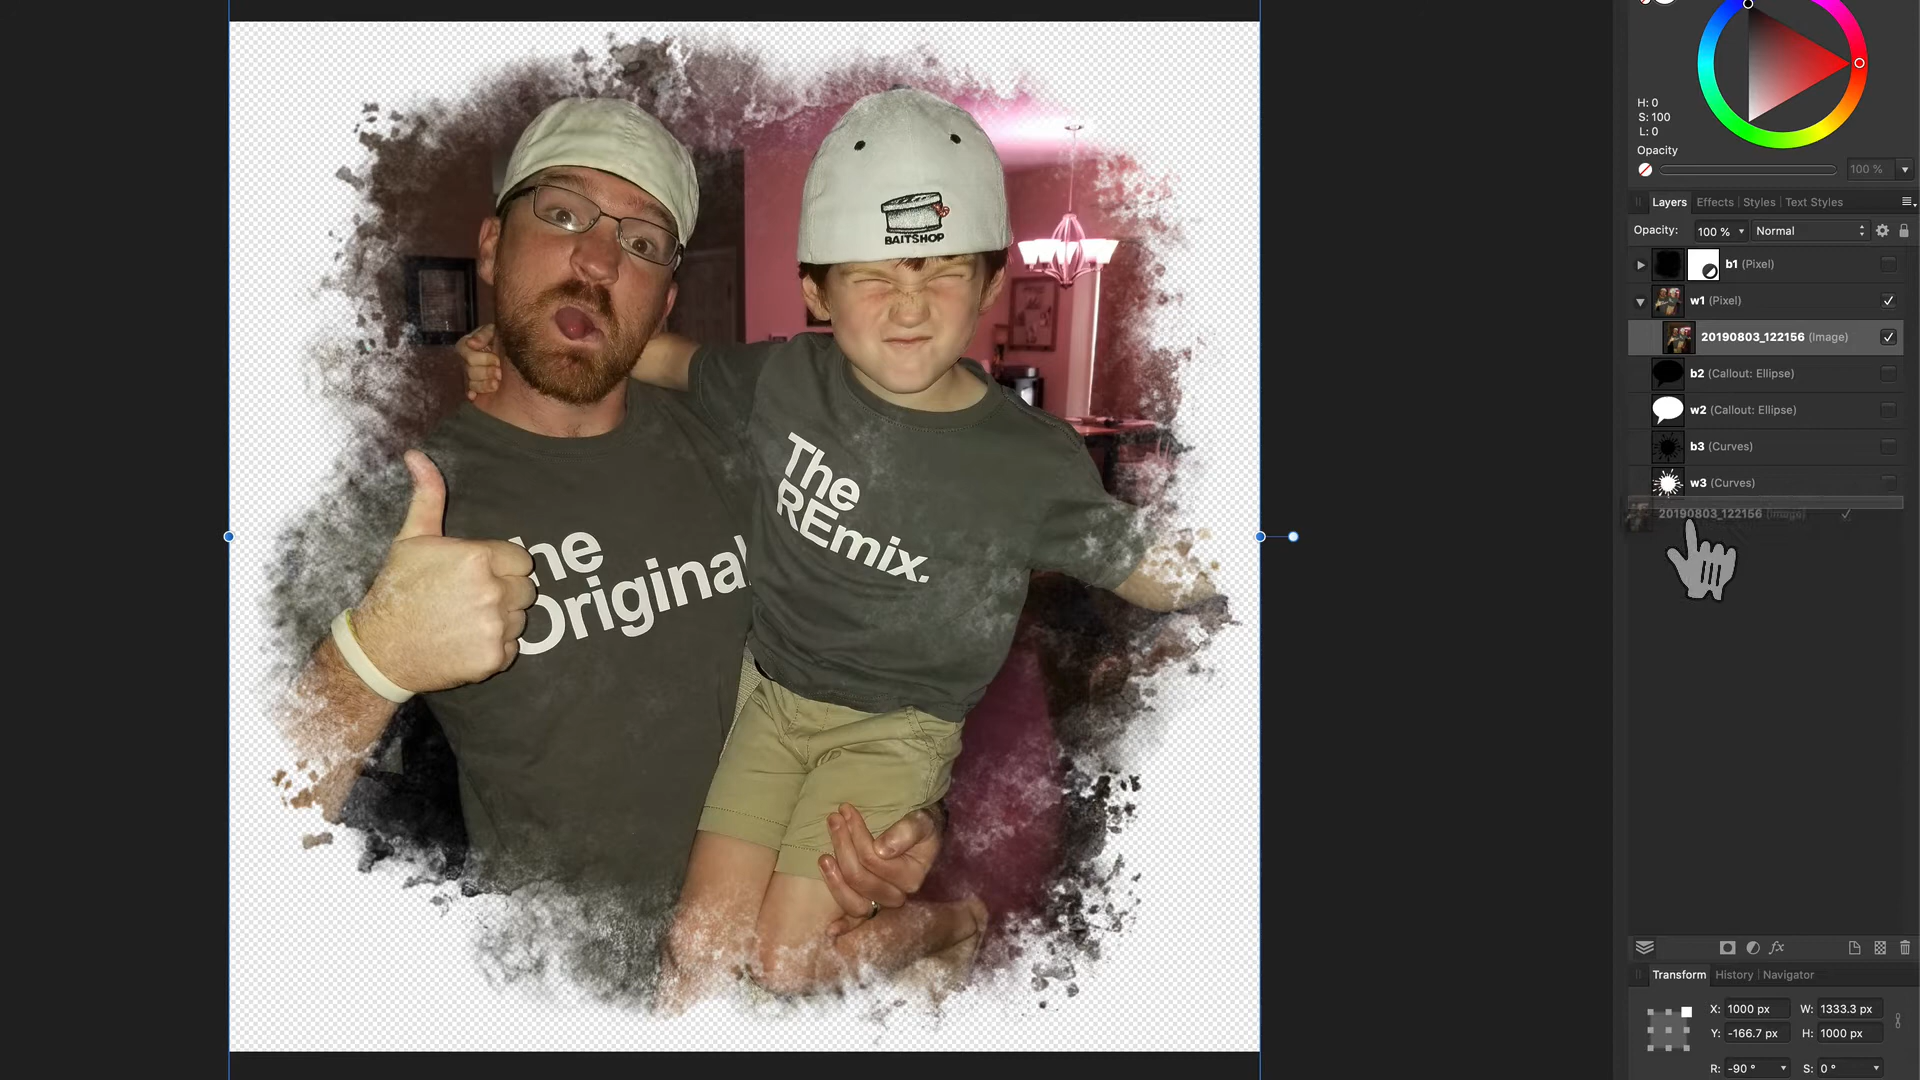 BAITSHOP
The
REmix.
he
Original
H: 0
S: 100
L: 0
Opacity
100 %
Layers Effects Styles Text Styles
Opacity: 100 % Normal
b1 (Pixel)
w1 (Pixel)
20190803_122156 (Image)
b2 (Callout: Ellipse)
w2 (Callout: Ellipse)
b3 (Curves)
w3 (Curves)
20190803_122156 (Image)
fx
Transform History Navigator
X: 1000 px W: 1333.3 px
Y: -166.7 px H: 1000 px
R: -90 ° S: 0 °